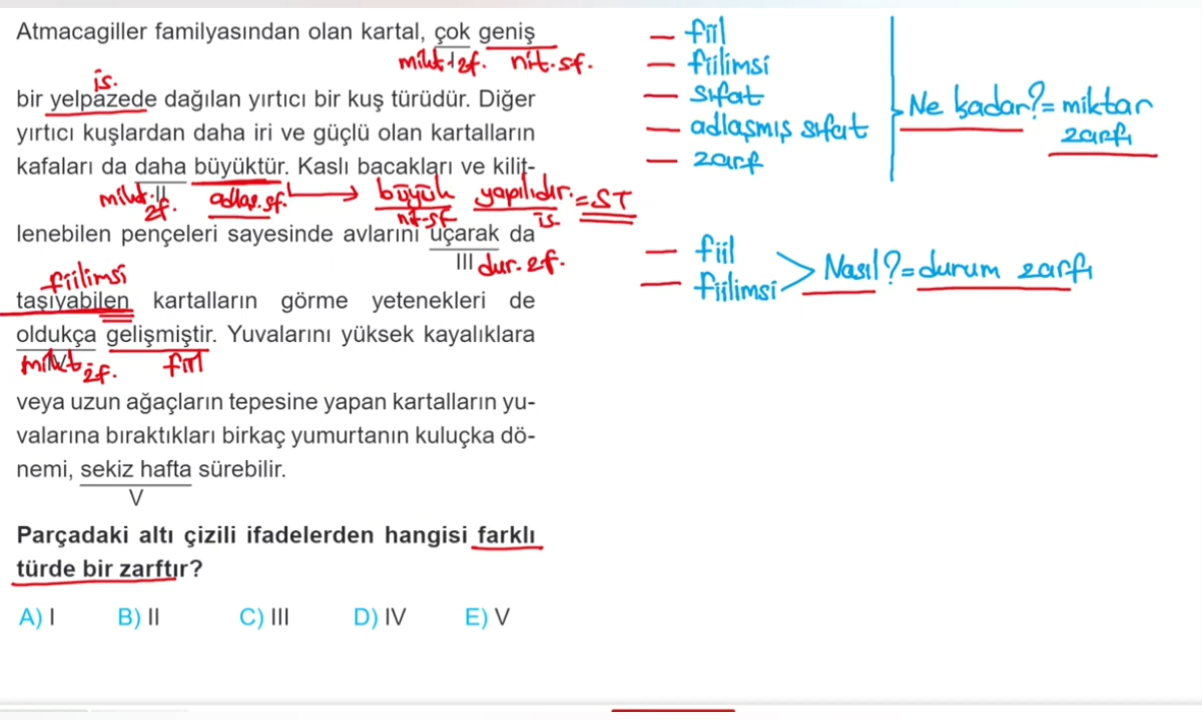 Atmacagiller familyasından olan kartal, çok geniş
mikt. zf. nit. sf.
is.
bir yelpazede dağılan yırtıcı bir kuş türüdür. Diğer
yırtıcı kuşlardan daha iri ve güçlü olan kartalların
kafaları da daha büyüktür. Kaslı bacakları ve kilit-
mikt. II zf. adlaş. sf. → büyük yapılıdır. = ST
nit. sf is
lenebilen pençeleri sayesinde avlarını uçarak da
III dur. zf.
fiilimsi
taşıyabilen kartalların görme yetenekleri de
oldukça gelişmiştir. Yuvalarını yüksek kayalıklara
mikt. zf. fiil
veya uzun ağaçların tepesine yapan kartalların yu-
valarına bıraktıkları birkaç yumurtanın kuluçka dö-
nemi, sekiz hafta sürebilir.
V
Parçadaki altı çizili ifadelerden hangisi farklı
türde bir zarftır?
A) I B) II C) III D) IV E) V
— fiil
— fiilimsi
— sıfat
— adlaşmış sıfat
— zarf
Ne kadar? = miktar
zarfı
— fiil
— fiilimsi
Nasıl? = durum zarfı